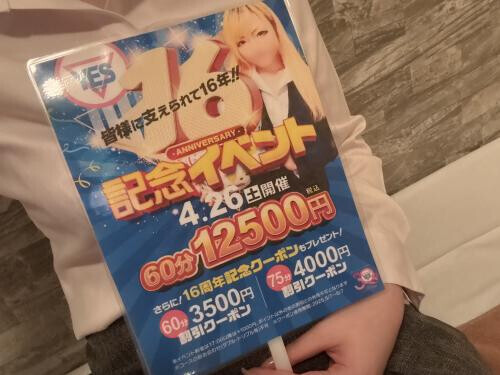 YES
16
皆様に支えられて16年!!
ANNIVERSARY
記念イベント
4.26土開催
60分12500円
税込
さらに!16周年記念クーポンもプレゼント!
60分3500円
割引クーポン
75分4000円
割引クーポン